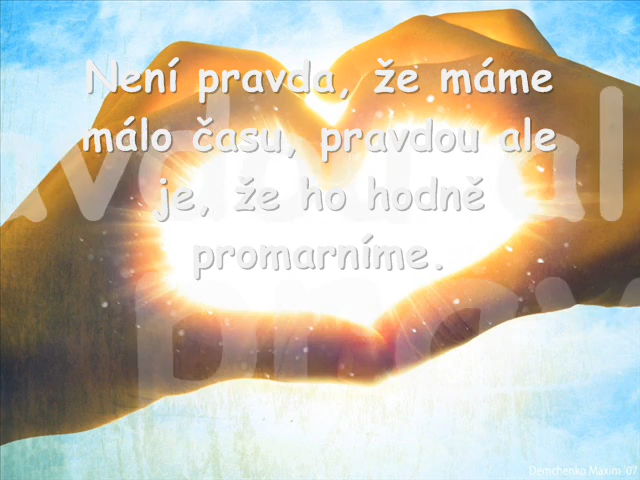 Není pravda, že máme
málo času, pravdou ale
je, že ho hodně
promarníme.
Demchenko Maxim '07